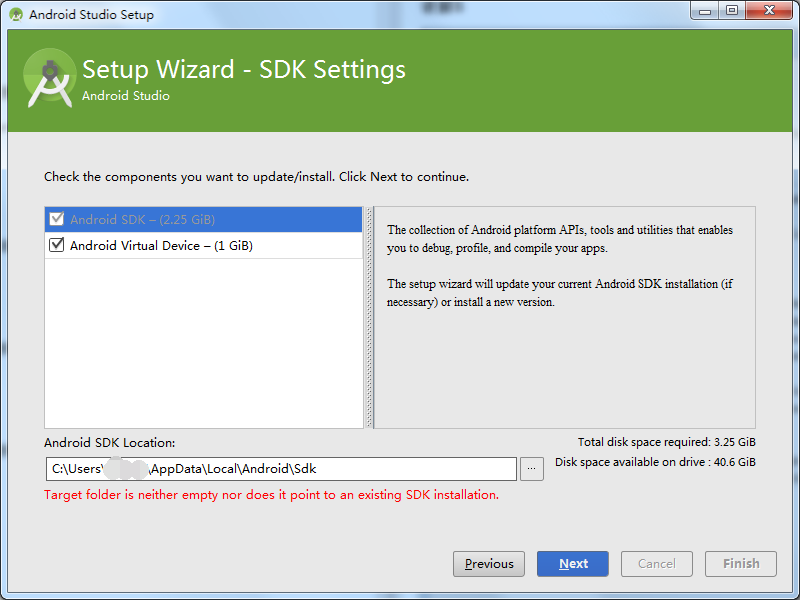 Android Studio Setup
Setup Wizard - SDK Settings
Android Studio
Check the components you want to update/install. Click Next to continue.
Android SDK – (2.25 GiB)
Android Virtual Device – (1 GiB)
The collection of Android platform APIs, tools and utilities that enables
you to debug, profile, and compile your apps.
The setup wizard will update your current Android SDK installation (if
necessary) or install a new version.
Android SDK Location:
Total disk space required: 3.25 GiB
C:\Users\ \AppData\Local\Android\Sdk
...
Disk space available on drive : 40.6 GiB
Target folder is neither empty nor does it point to an existing SDK installation.
Previous
Next
Cancel
Finish